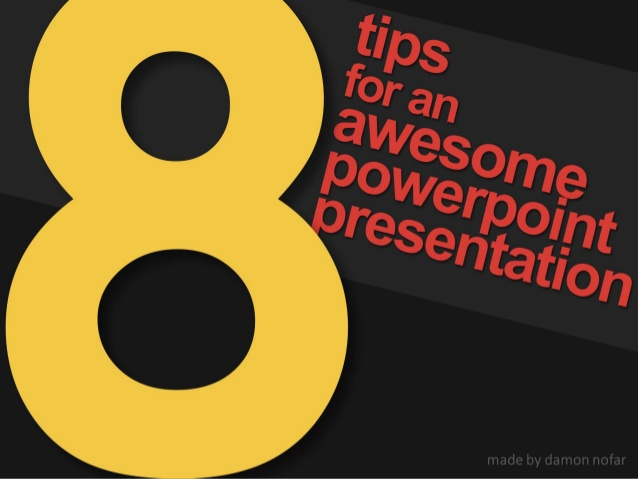 8
tips
for an
awesome
powerpoint
presentation
made by damon nofar